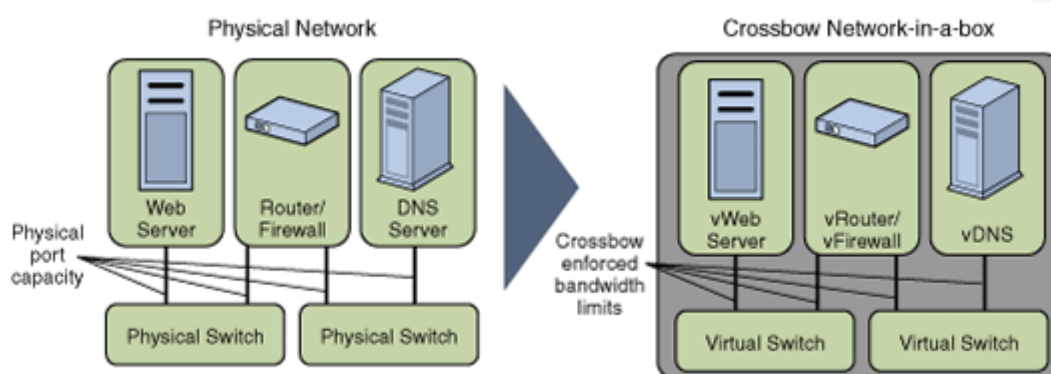 Physical Network
Web
Server
Router/
Firewall
DNS
Server
Physical
port
capacity
Physical Switch
Physical Switch
Crossbow Network-in-a-box
vWeb
Server
vRouter/
vFirewall
vDNS
Crossbow
enforced
bandwidth
limits
Virtual Switch
Virtual Switch